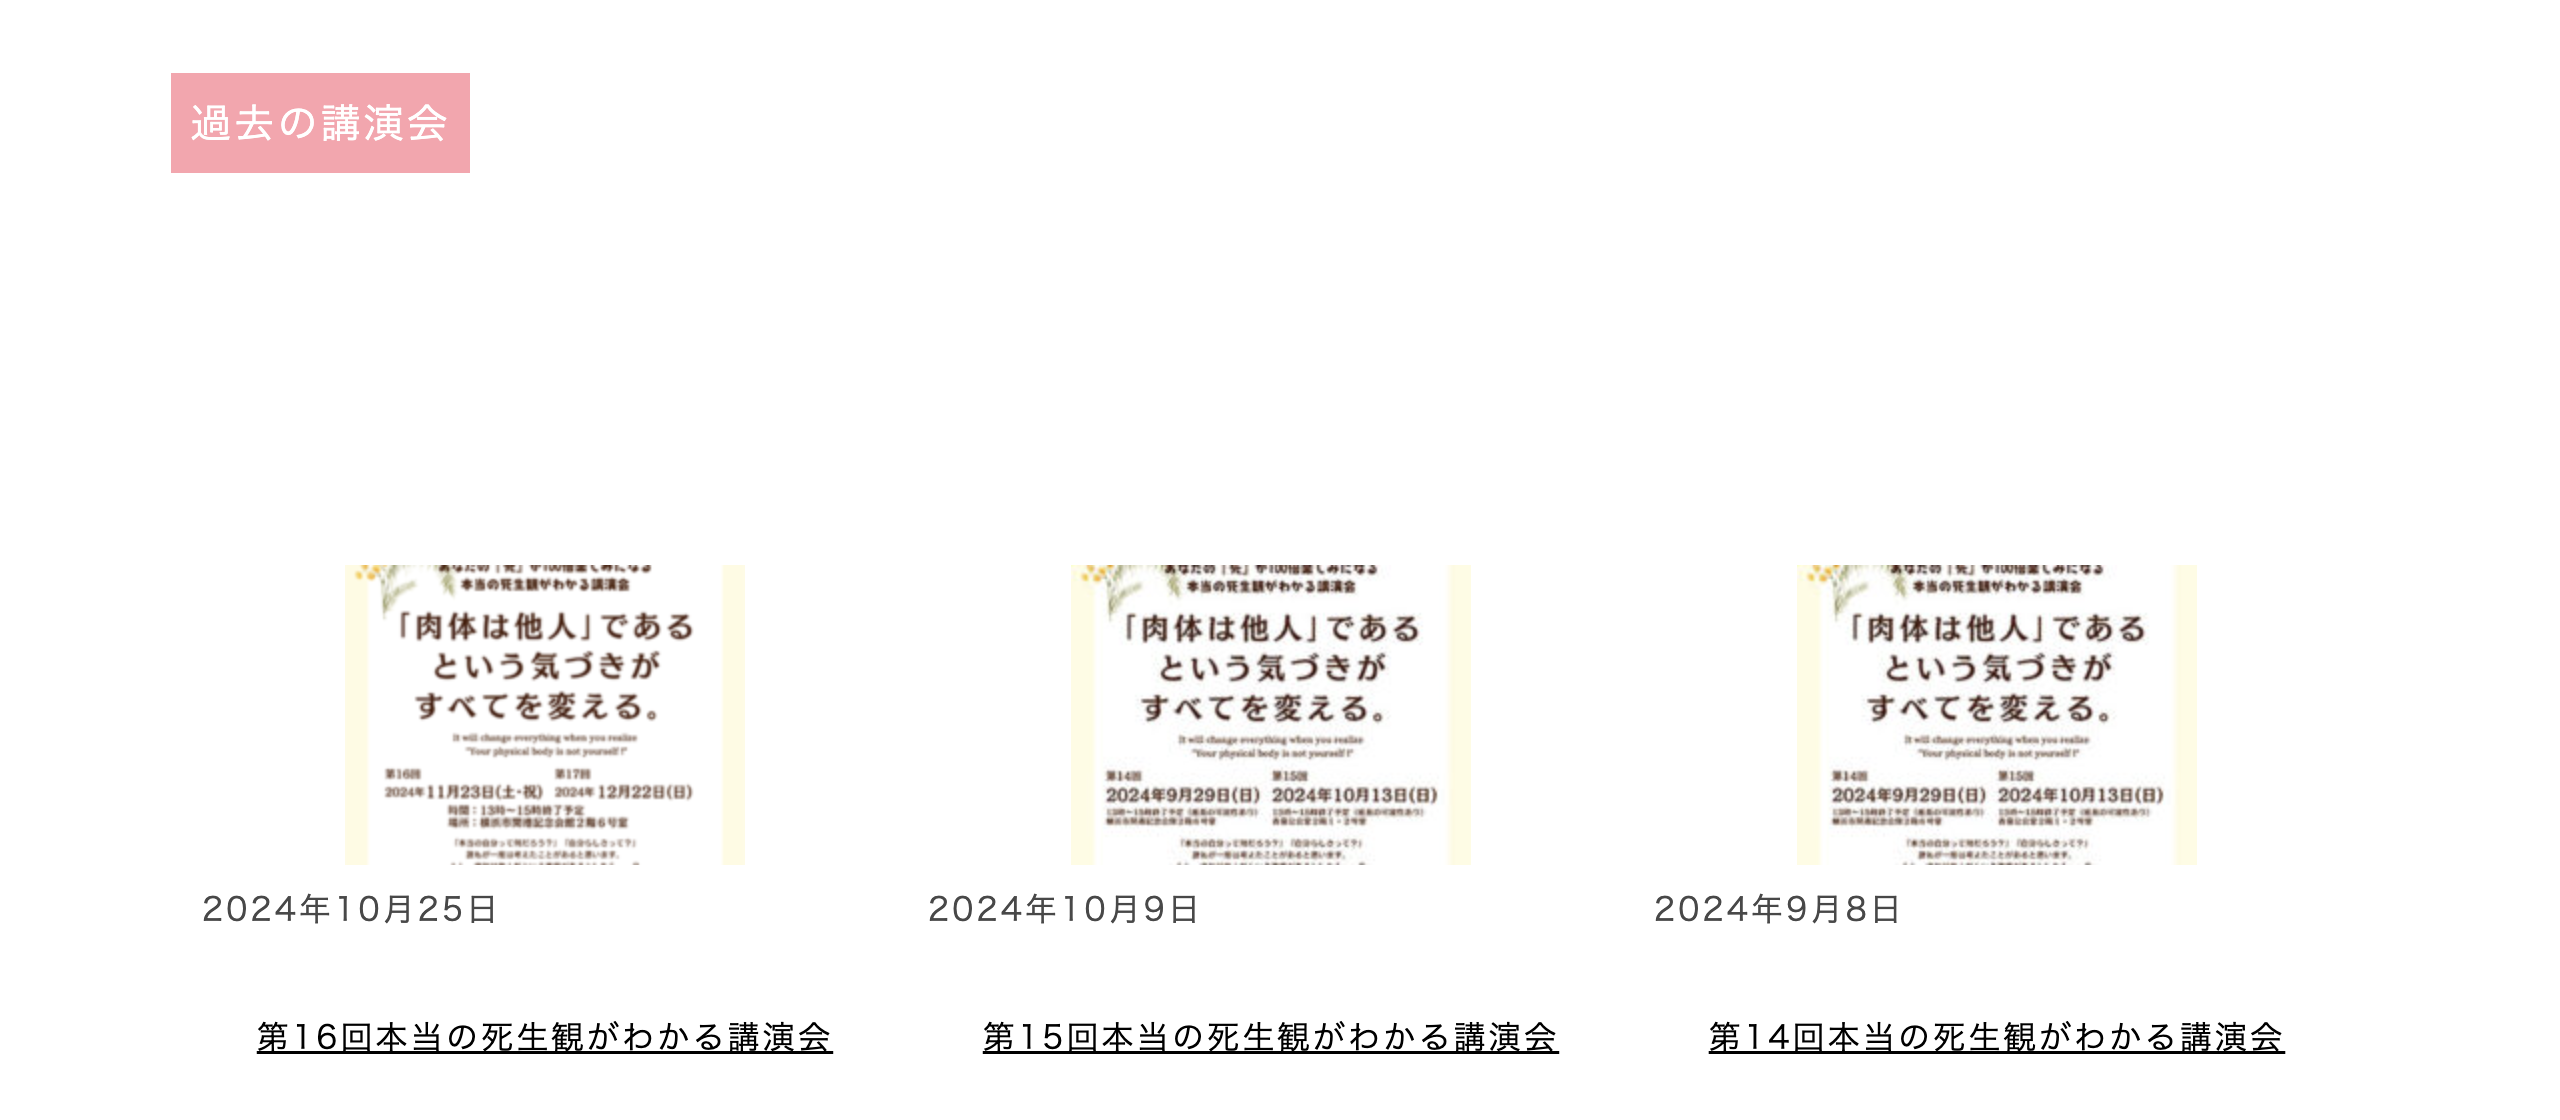 過去の講演会
本当の死生観がわかる講演会
「肉体は他人」である
という気づきが
すべてを変える。
It will change everything when you realize
"Your physical body is not yourself !"
第16回 第17回
2024年11月23日(土・祝) 2024年12月22日(日)
時間：13時〜15時終了予定
場所：横浜市開港記念会館2階6号室
2024年10月25日
第16回本当の死生観がわかる講演会
本当の死生観がわかる講演会
「肉体は他人」である
という気づきが
すべてを変える。
It will change everything when you realize
"Your physical body is not yourself !"
第14回 第15回
2024年9月29日(日) 2024年10月13日(日)
2024年10月9日
第15回本当の死生観がわかる講演会
本当の死生観がわかる講演会
「肉体は他人」である
という気づきが
すべてを変える。
It will change everything when you realize
"Your physical body is not yourself !"
第14回 第15回
2024年9月29日(日) 2024年10月13日(日)
2024年9月8日
第14回本当の死生観がわかる講演会